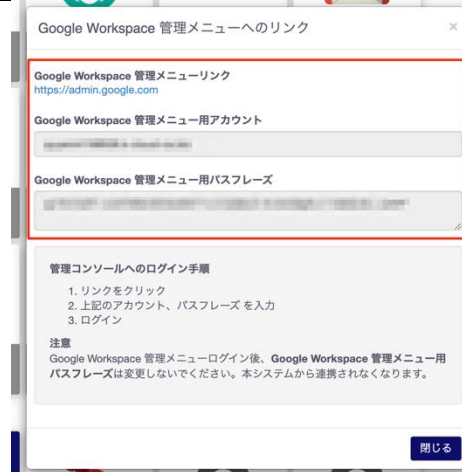 Google Workspace 管理メニューへのリンク ×
Google Workspace 管理メニューリンク
https://admin.google.com
Google Workspace 管理メニュー用アカウント
Google Workspace 管理メニュー用パスフレーズ
管理コンソールへのログイン手順
1. リンクをクリック
2. 上記のアカウント、パスフレーズ を入力
3. ログイン
注意
Google Workspace 管理メニューログイン後、Google Workspace 管理メニュー用
パスフレーズは変更しないでください。本システムから連携されなくなります。
閉じる